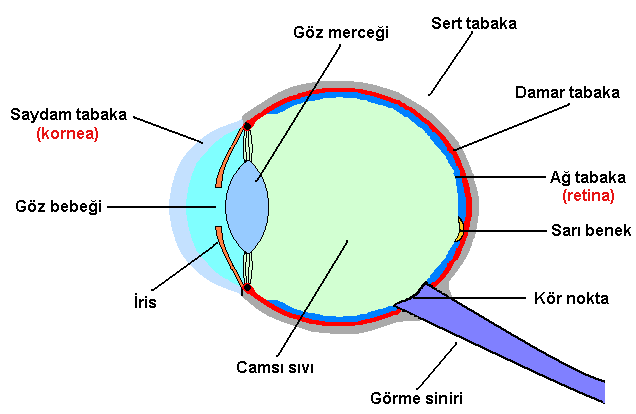 Sert tabaka
Göz merceği
Damar tabaka
Saydam tabaka
(kornea)
Ağ tabaka
(retina)
Göz bebeği
Sarı benek
İris
Kör nokta
Camsı sıvı
Görme siniri